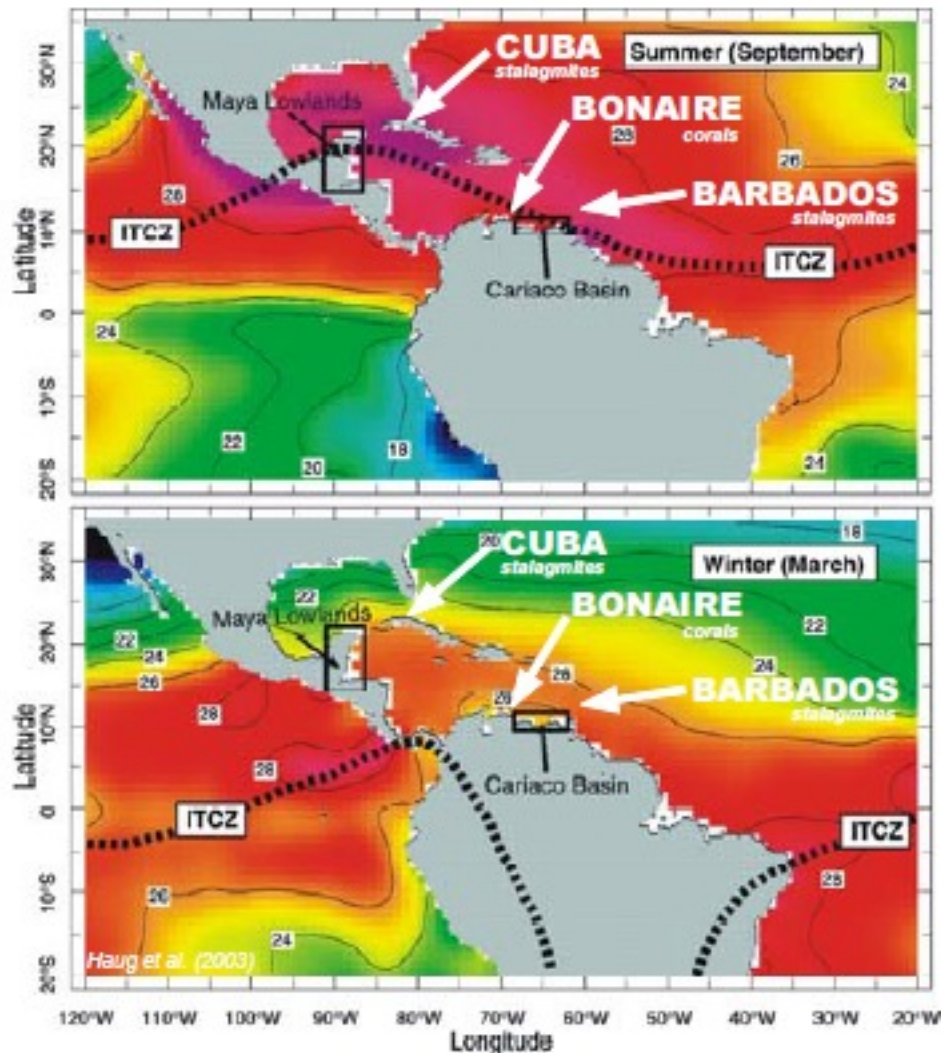 CUBA
stalagmites
Summer (September)
24
Maya Lowlands
BONAIRE
corals
28
26
BARBADOS
stalagmites
28
ITCZ
ITCZ
Cariaco Basin
24
22
20
18
24
30°N
20°N
10°N
0
10°S
20°S
Latitude
20
CUBA
stalagmites
18
Winter (March)
22
Maya Lowlands
BONAIRE
corals
22
22
24
26
24
26
26
BARBADOS
stalagmites
28
28
Cariaco Basin
ITCZ
ITCZ
28
26
24
Haug et al. (2003)
30°N
20°N
10°N
0
10°S
20°S
Latitude
120°W 110°W 100°W 90°W 80°W 70°W 60°W 50°W 40°W 30°W 20°W
Longitude